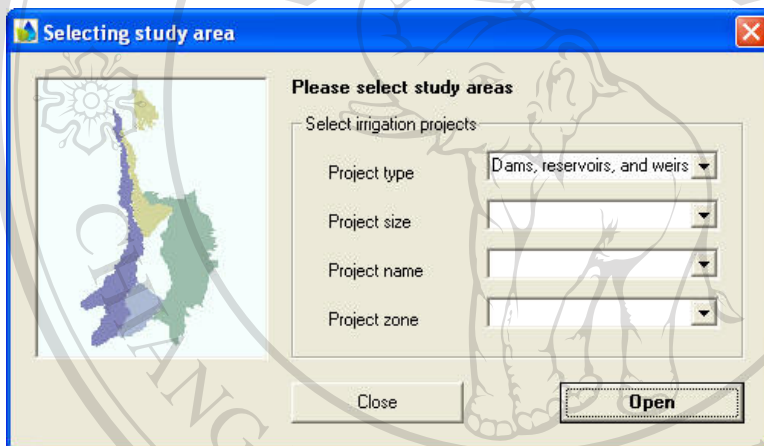 Selecting study area
Please select study areas
Select irrigation projects
Project type
Dams, reservoirs, and weirs
Project size
Project name
Project zone
Close
Open
CHIANG